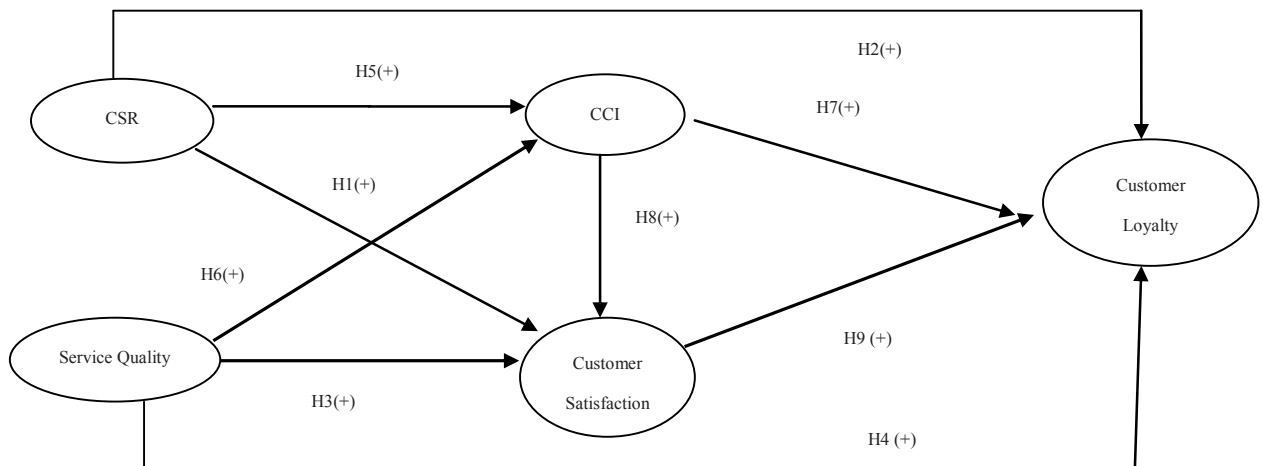 H2(+)
H5(+)
CSR
CCI
H7(+)
H1(+)
Customer
Loyalty
H8(+)
H6(+)
Service Quality
H9 (+)
Customer
Satisfaction
H3(+)
H4 (+)